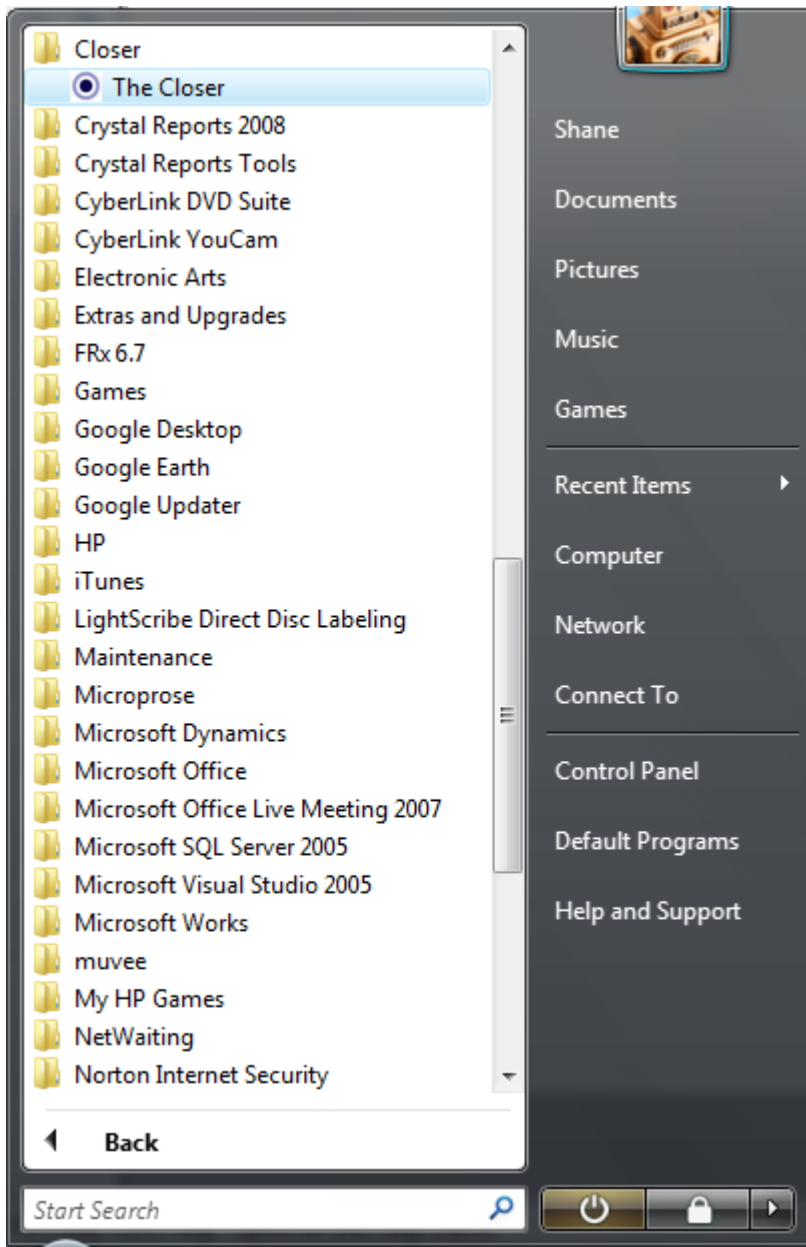 Closer
The Closer
Crystal Reports 2008
Crystal Reports Tools
CyberLink DVD Suite
CyberLink YouCam
Electronic Arts
Extras and Upgrades
FRx 6.7
Games
Google Desktop
Google Earth
Google Updater
HP
iTunes
LightScribe Direct Disc Labeling
Maintenance
Microprose
Microsoft Dynamics
Microsoft Office
Microsoft Office Live Meeting 2007
Microsoft SQL Server 2005
Microsoft Visual Studio 2005
Microsoft Works
muvee
My HP Games
NetWaiting
Norton Internet Security
Back
Start Search
Shane
Documents
Pictures
Music
Games
Recent Items
Computer
Network
Connect To
Control Panel
Default Programs
Help and Support